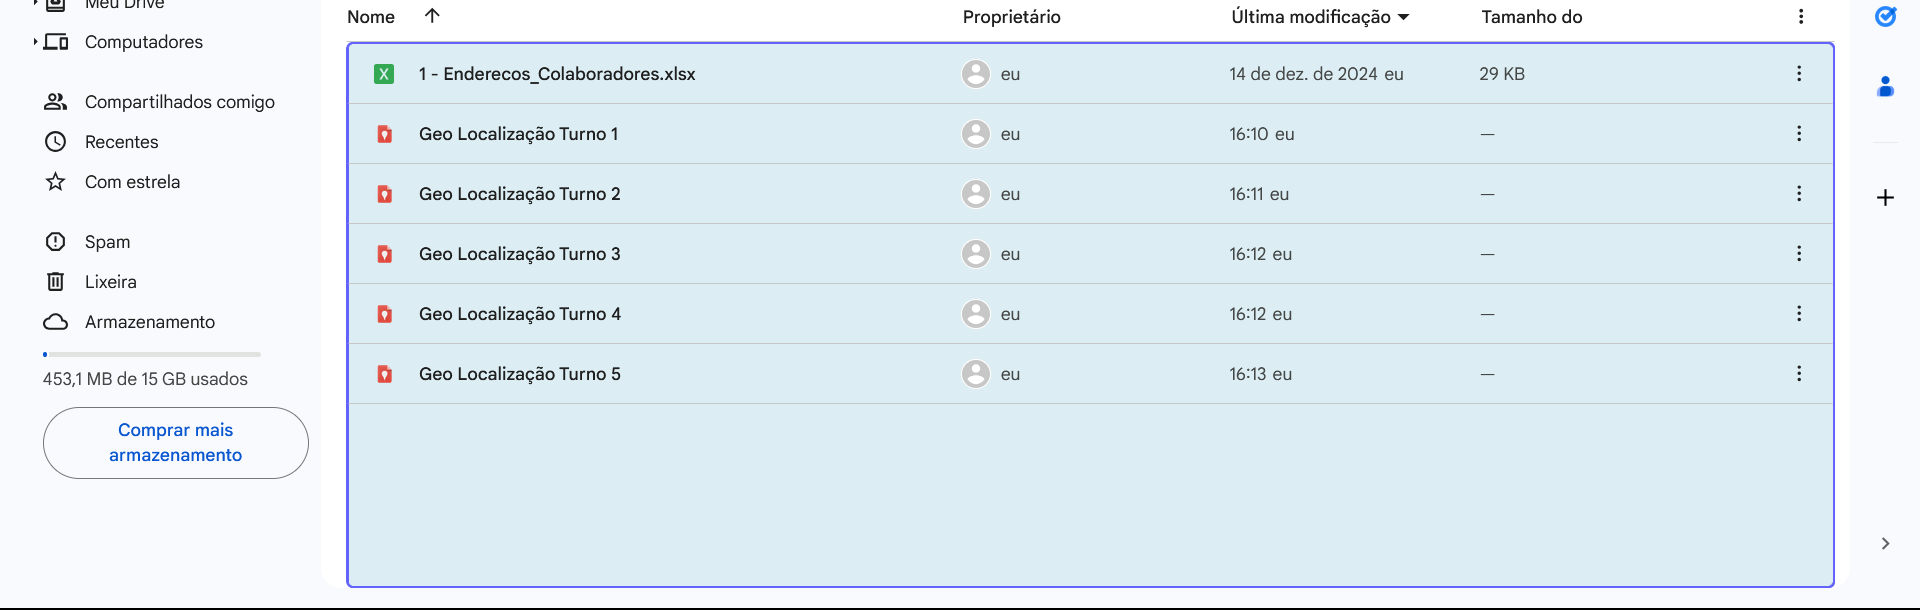 Meu Drive
Computadores
Compartilhados comigo
Recentes
Com estrela
Spam
Lixeira
Armazenamento
453,1 MB de 15 GB usados
Comprar mais
armazenamento
Nome Proprietário Última modificação Tamanho do
1 - Enderecos_Colaboradores.xlsx eu 14 de dez. de 2024 eu 29 KB
Geo Localização Turno 1 eu 16:10 eu —
Geo Localização Turno 2 eu 16:11 eu —
Geo Localização Turno 3 eu 16:12 eu —
Geo Localização Turno 4 eu 16:12 eu —
Geo Localização Turno 5 eu 16:13 eu —